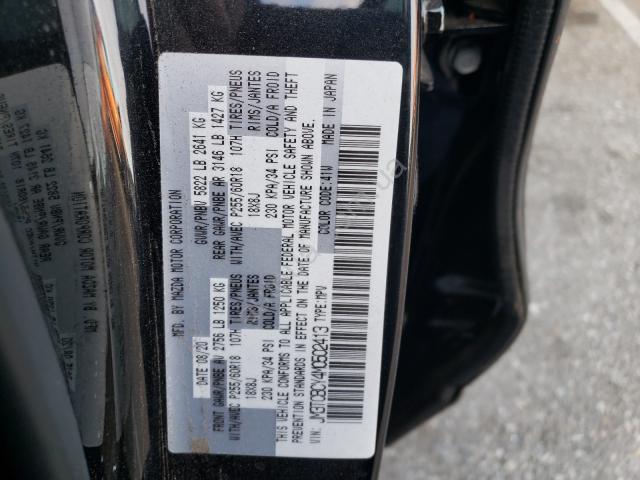 MFD. BY MAZDA MOTOR CORPORATION
DATE 08/20 GVWR/PNBV 5822 LB 2641 KG
FRONT GAWR/PNBE AV 2756 LB 1250 KG REAR GAWR/PNBE AR 3146 LB 1427 KG
WITH/AVEC P255/60R18 107H TIRES/PNEUS WITH/AVEC P255/60R18 107H TIRES/PNEUS
18X8J RIMS/JANTES 18X8J RIMS/JANTES
230 KPA/34 PSI COLD/A FROID 230 KPA/34 PSI COLD/A FROID
THIS VEHICLE CONFORMS TO ALL APPLICABLE FEDERAL MOTOR VEHICLE SAFETY AND THEFT
PREVENTION STANDARDS IN EFFECT ON THE DATE OF MANUFACTURE SHOWN ABOVE.
VIN: JM3TCBCY4M0502413 TYPE:MPV COLOR CODE:41W MADE IN JAPAN